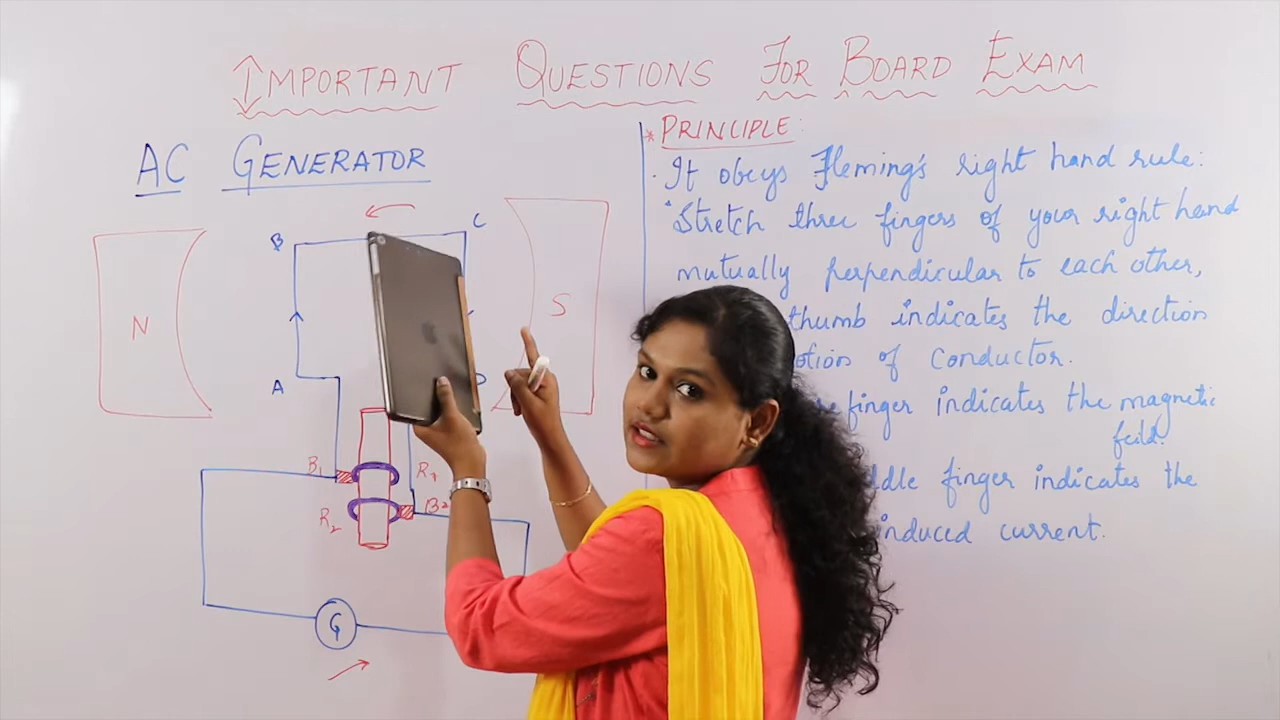 IMPORTANT QUESTIONS FOR BOARD EXAM
AC GENERATOR
B
C
N
S
A
D
B1
R1
R2
B2
G
* PRINCIPLE:
. It obeys Fleming's right hand rule:
* Stretch three fingers of your right hand
mutually perpendicular to each other,
thumb indicates the direction
of conductor.
finger indicates the magnetic
feild.
finger indicates the
induced current.